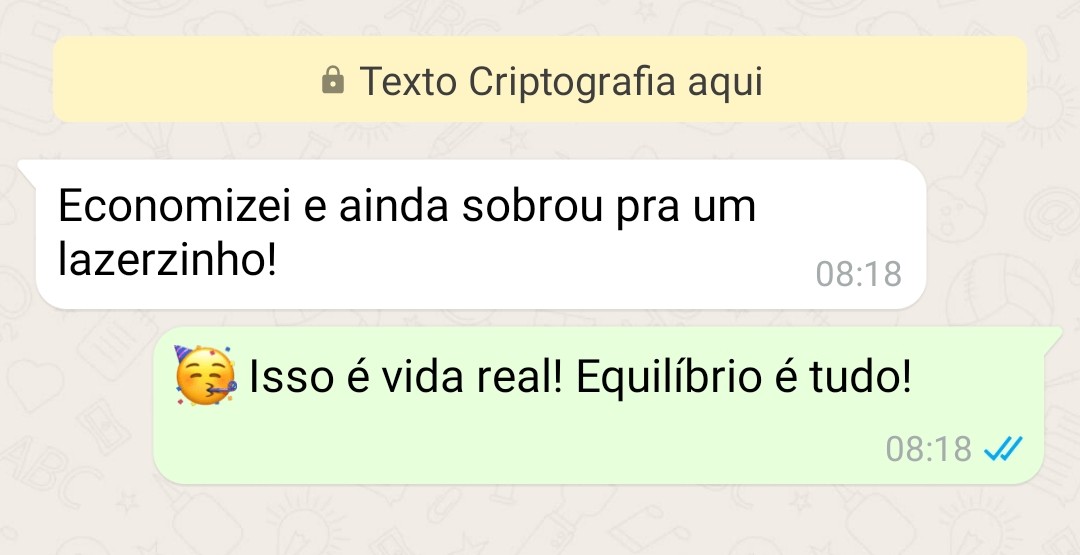 Texto Criptografia aqui
Economizei e ainda sobrou pra um
lazerzinho!
08:18
🥳 Isso é vida real! Equilíbrio é tudo!
08:18